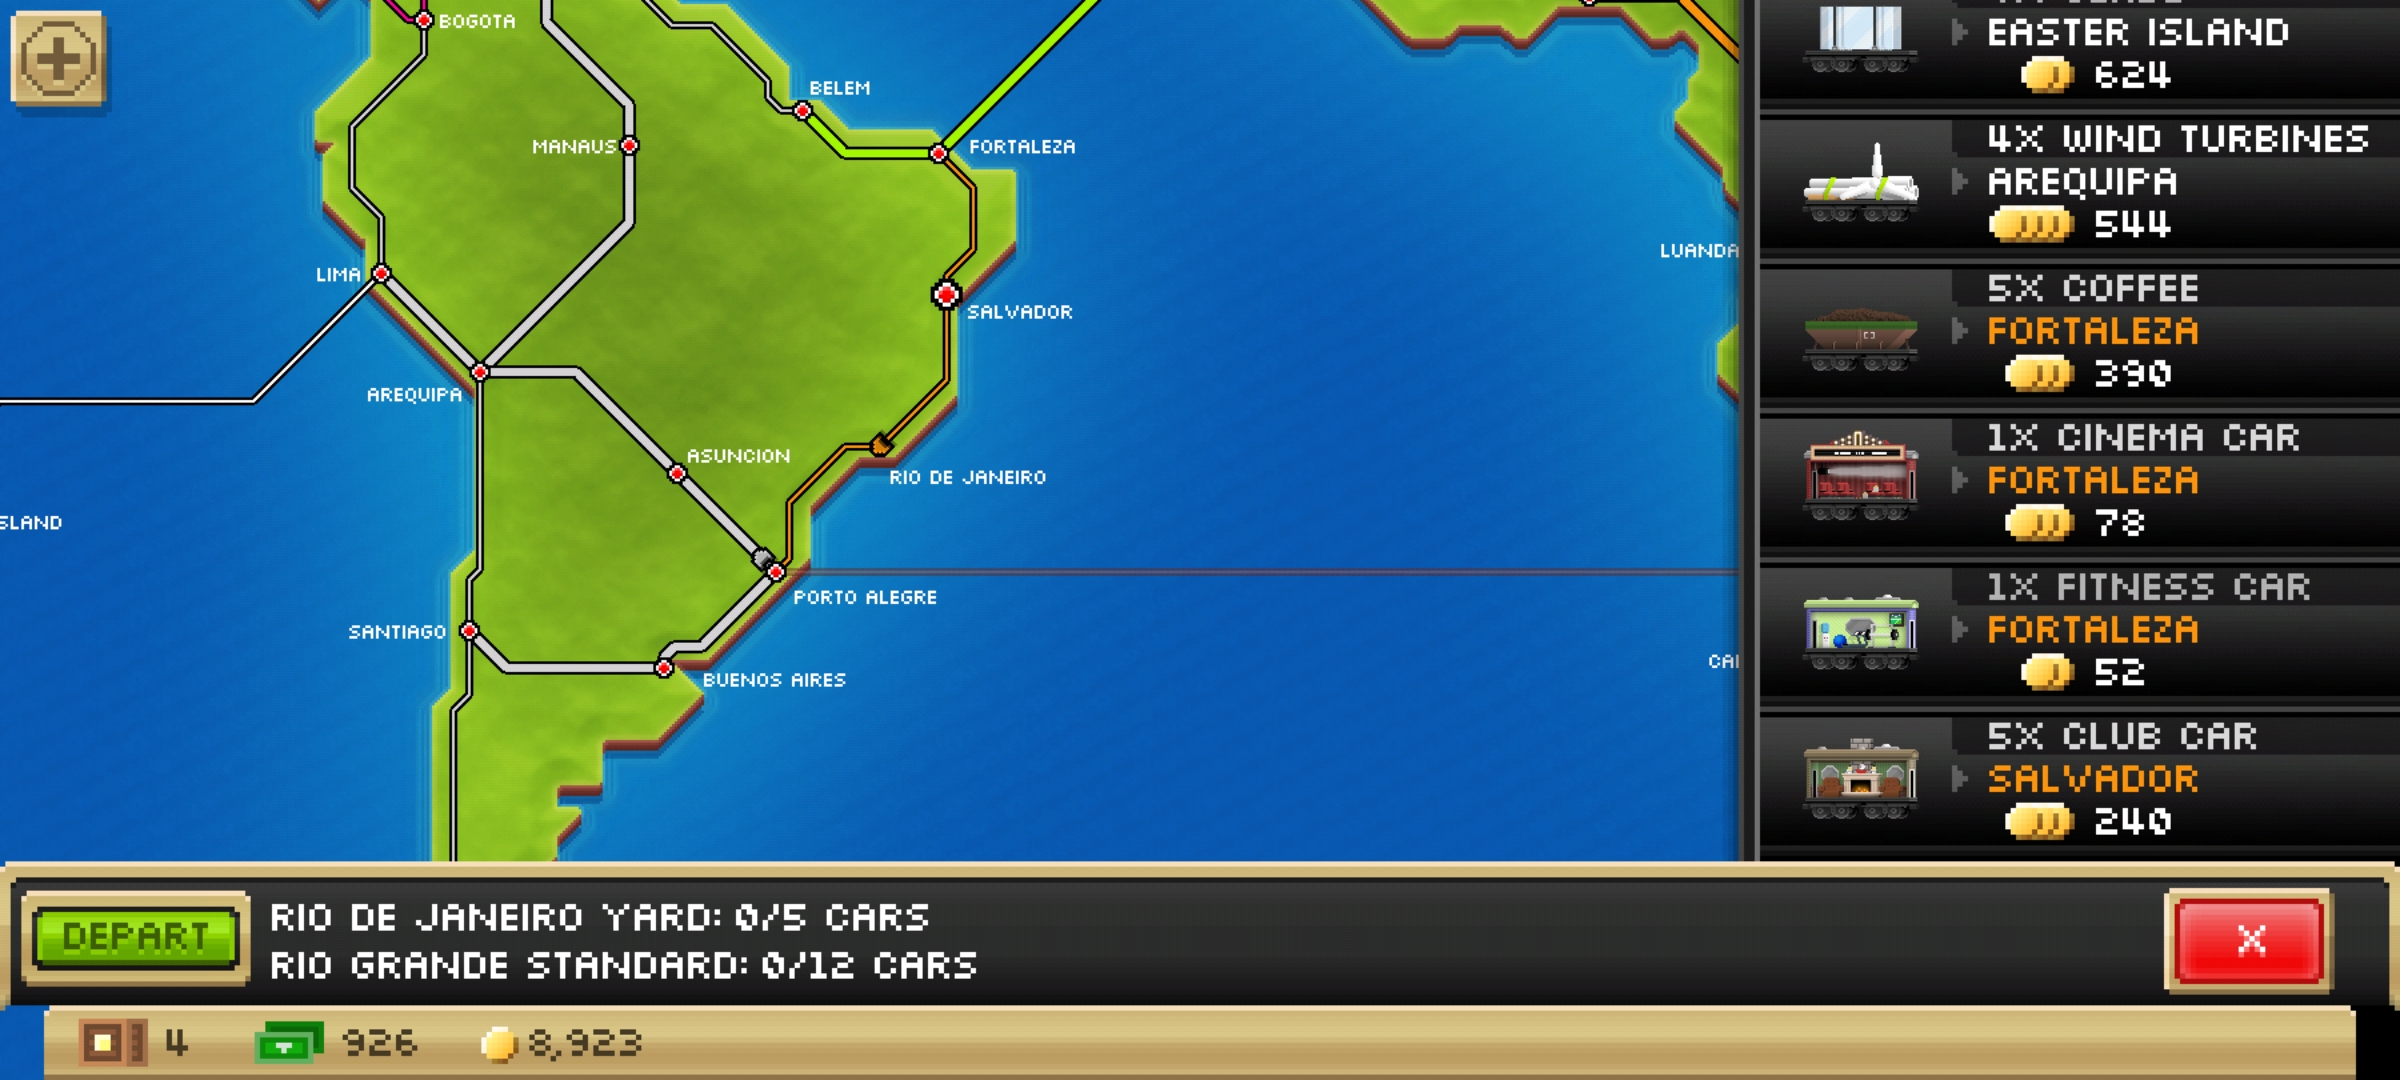 BOGOTA
BELEM
MANAUS
FORTALEZA
LUANDA
LIMA
SALVADOR
AREQUIPA
ASUNCION
RIO DE JANEIRO
SLAND
PORTO ALEGRE
SANTIAGO
CAI
BUENOS AIRES
EASTER ISLAND
624
4X WIND TURBINES
AREQUIPA
544
5X COFFEE
FORTALEZA
390
1X CINEMA CAR
FORTALEZA
78
1X FITNESS CAR
FORTALEZA
52
5X CLUB CAR
SALVADOR
240
DEPART
RIO DE JANEIRO YARD: 0/5 CARS
RIO GRANDE STANDARD: 0/12 CARS
X
4
926
8,923